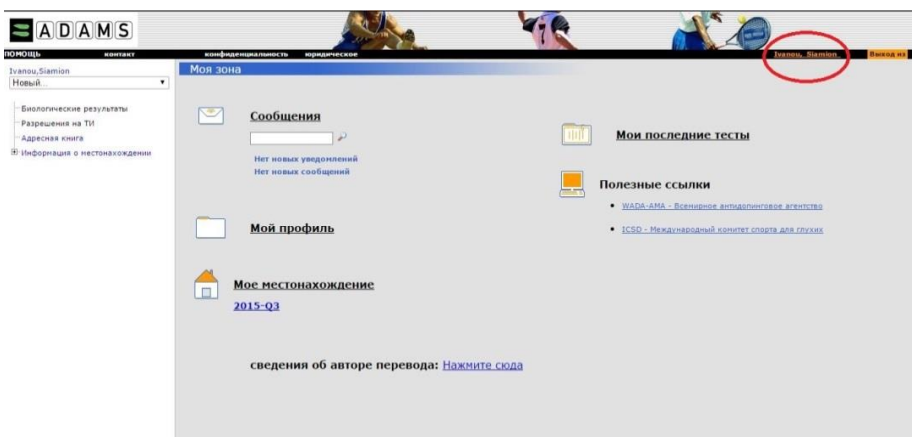 ADAMS
помощь контакт конфиденциальность юридическое Ivanou, Siamion Выход из
Ivanou,Siamion
Новый...
Биологические результаты
Разрешения на ТИ
Адресная книга
Информация о местонахождении
Моя зона
Сообщения
Нет новых уведомлений
Нет новых сообщений
Мой профиль
Мое местонахождение
2015-Q3
Мои последние тесты
Полезные ссылки
WADA-AMA - Всемирное антидопинговое агентство
ICSD - Международный комитет спорта для глухих
сведения об авторе перевода: Нажмите сюда